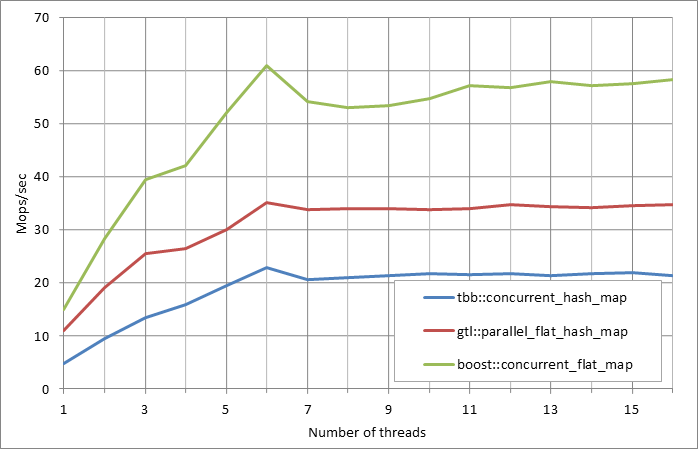 70
60
50
40
30
20
10
0
Mops/sec
tbb::concurrent_hash_map
gtl::parallel_flat_hash_map
boost::concurrent_flat_map
1 3 5 7 9 11 13 15
Number of threads